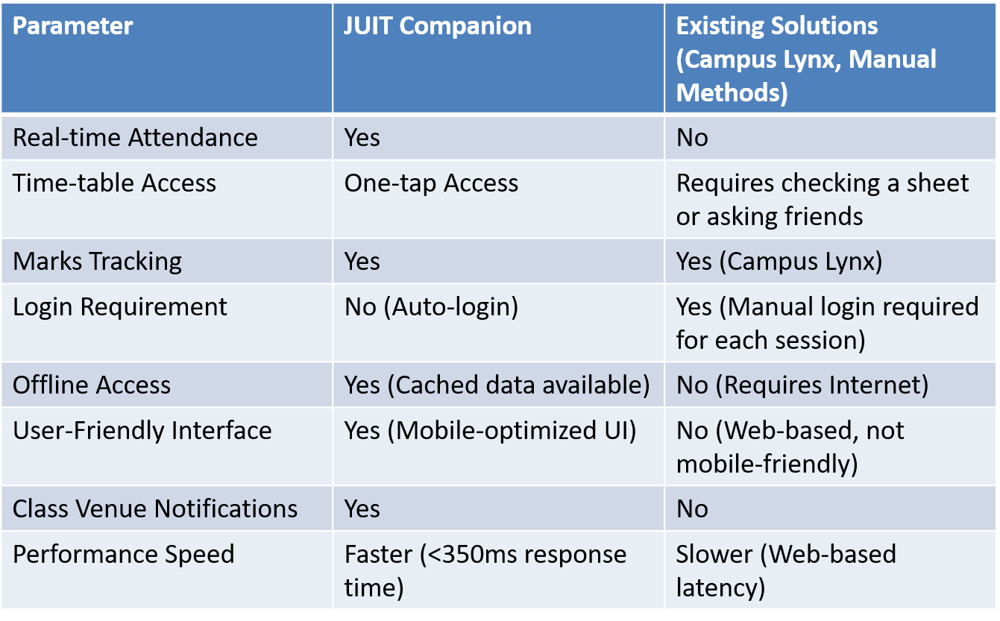 Parameter
JUIT Companion
Existing Solutions
(Campus Lynx, Manual
Methods)
Real-time Attendance
Yes
No
Time-table Access
One-tap Access
Requires checking a sheet
or asking friends
Marks Tracking
Yes
Yes (Campus Lynx)
Login Requirement
No (Auto-login)
Yes (Manual login required
for each session)
Offline Access
Yes (Cached data available)
No (Requires Internet)
User-Friendly Interface
Yes (Mobile-optimized UI)
No (Web-based, not
mobile-friendly)
Class Venue Notifications
Yes
No
Performance Speed
Faster (<350ms response
time)
Slower (Web-based
latency)